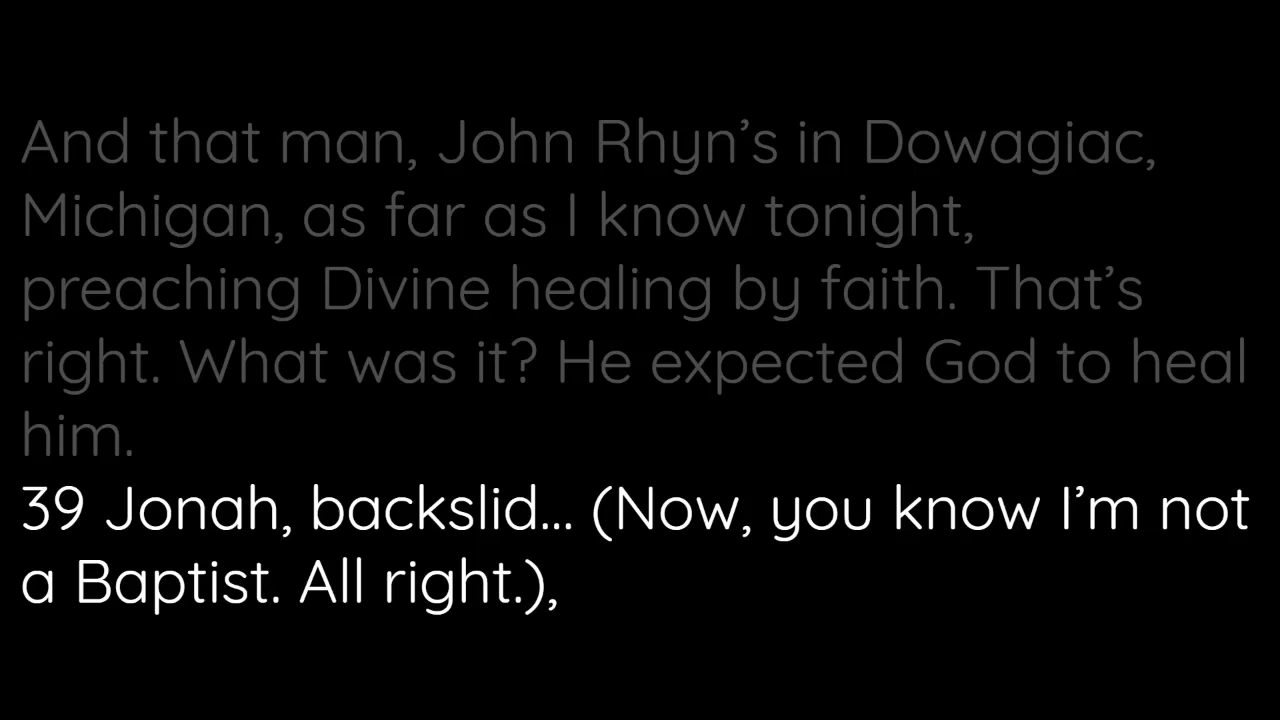 And that man, John Rhyn’s in Dowagiac,
Michigan, as far as I know tonight,
preaching Divine healing by faith. That’s
right. What was it? He expected God to heal
him.
39 Jonah, backslid... (Now, you know I’m not
a Baptist. All right.),